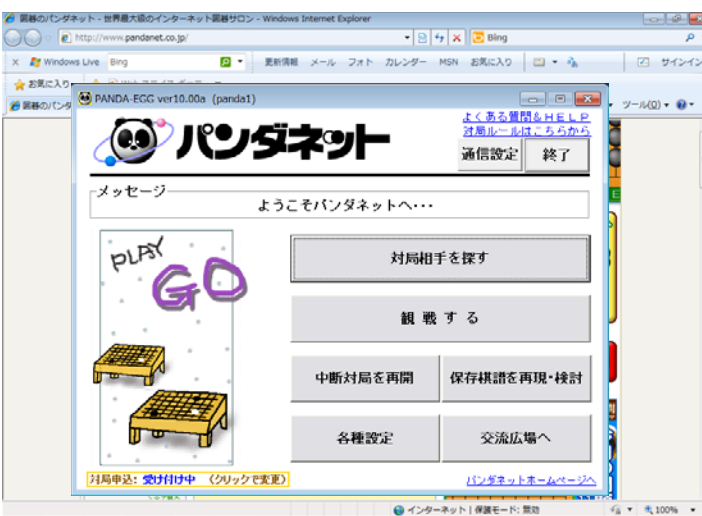 囲碁のパンダネット - 世界最大級のインターネット囲碁サロン - Windows Internet Explorer
http://www.pandanet.co.jp/
Bing
Windows Live Bing 更新情報 メール フォト カレンダー MSN お気に入り サインイン
お気に入り
囲碁のパンダ
ツール(O)
PANDA-EGG ver10.00a (panda1)
パンダネット
よくある質問&HELP
対局ルールはこちらから
通信設定 終了
メッセージ
ようこそパンダネットへ・・・
PLAY
GO
対局相手を探す
観 戦 す る
中断対局を再開 保存棋譜を再現・検討
各種設定 交流広場へ
対局申込: 受け付け中 (クリックで変更)
パンダネットホームページへ
インターネット | 保護モード: 無効
100%